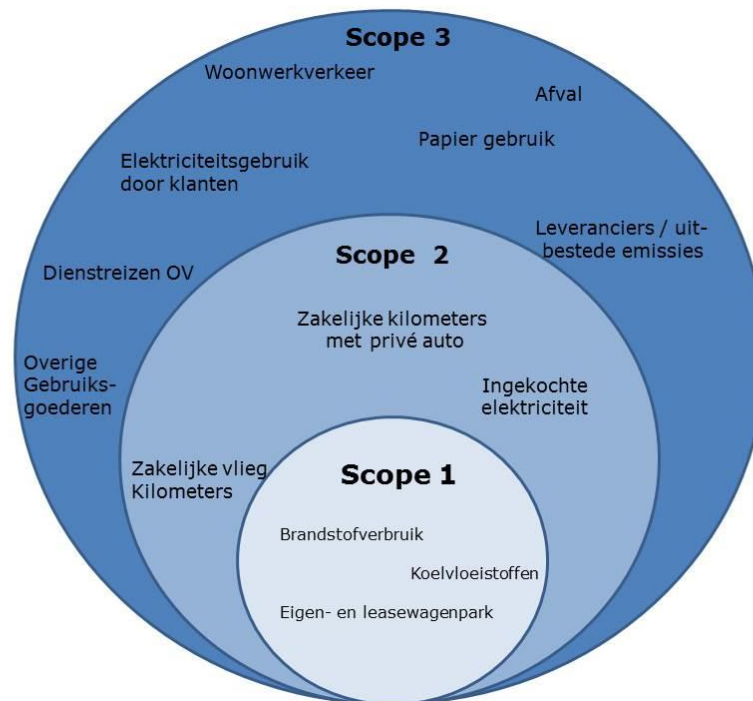 Scope 3
Woonwerkverkeer
Afval
Papier gebruik
Elektriciteitsgebruik
door klanten
Leveranciers / uit-
bestede emissies
Dienstreizen OV
Overige
Gebruiks-
goederen
Scope 2
Zakelijke kilometers
met privé auto
Ingekochte
elektriciteit
Zakelijke vlieg
Kilometers
Scope 1
Brandstofverbruik
Koelvloeistoffen
Eigen- en leasewagenpark